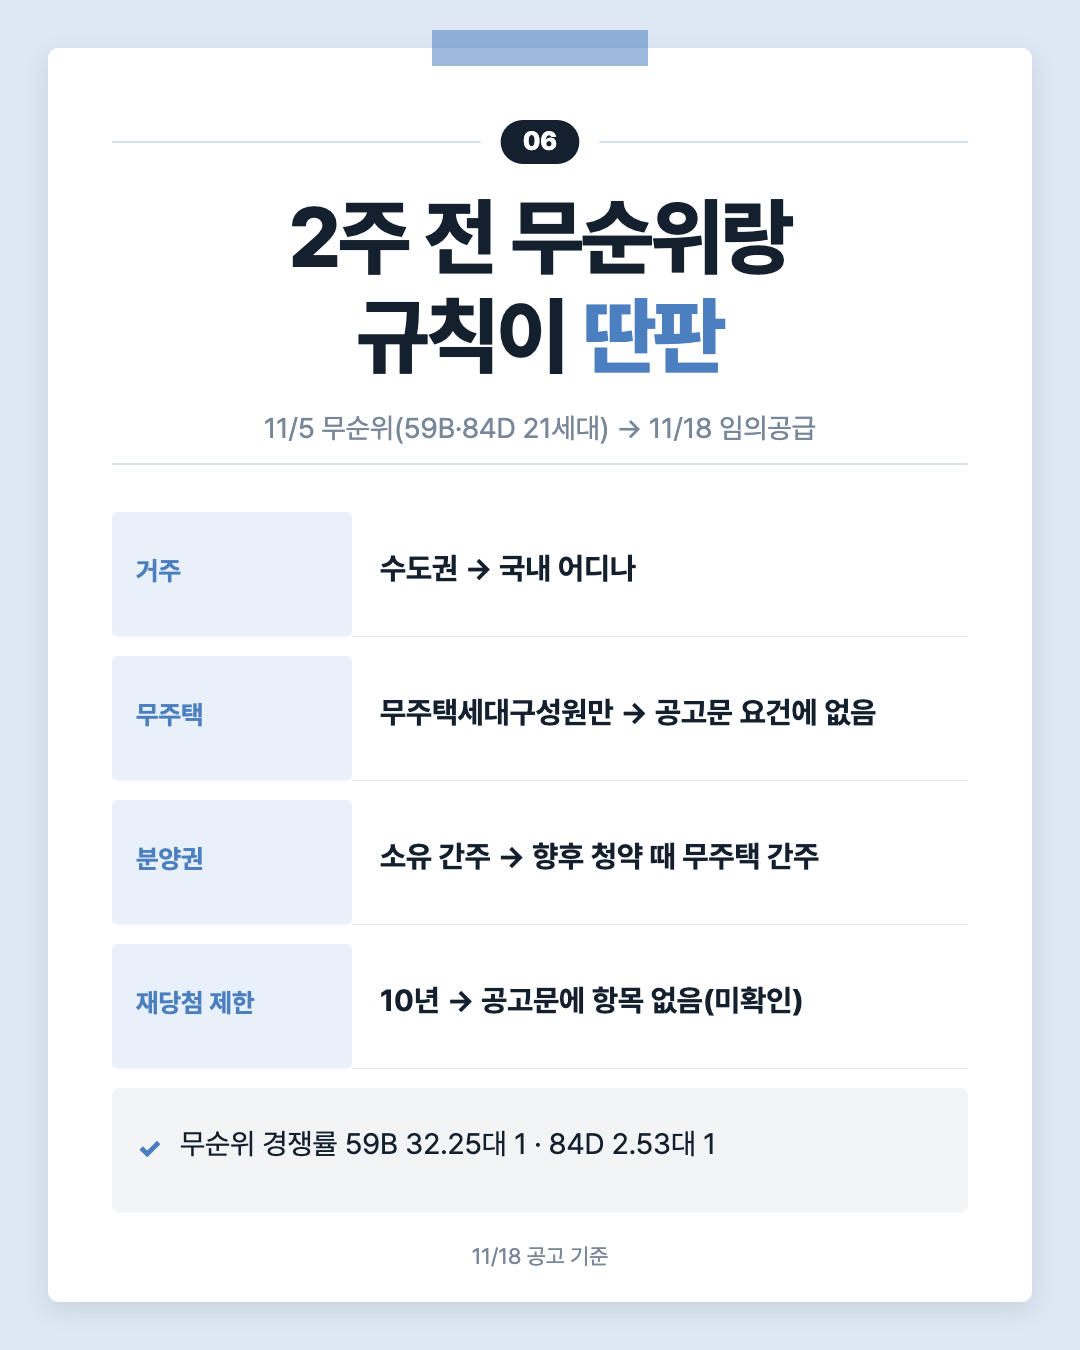 06
2주 전 무순위랑
규칙이 딴판
11/5 무순위(59B·84D 21세대) → 11/18 임의공급
거주
수도권 → 국내 어디나
무주택
무주택세대구성원만 → 공고문 요건에 없음
분양권
소유 간주 → 향후 청약 때 무주택 간주
재당첨 제한
10년 → 공고문에 항목 없음(미확인)
무순위 경쟁률 59B 32.25대 1 · 84D 2.53대 1
11/18 공고 기준